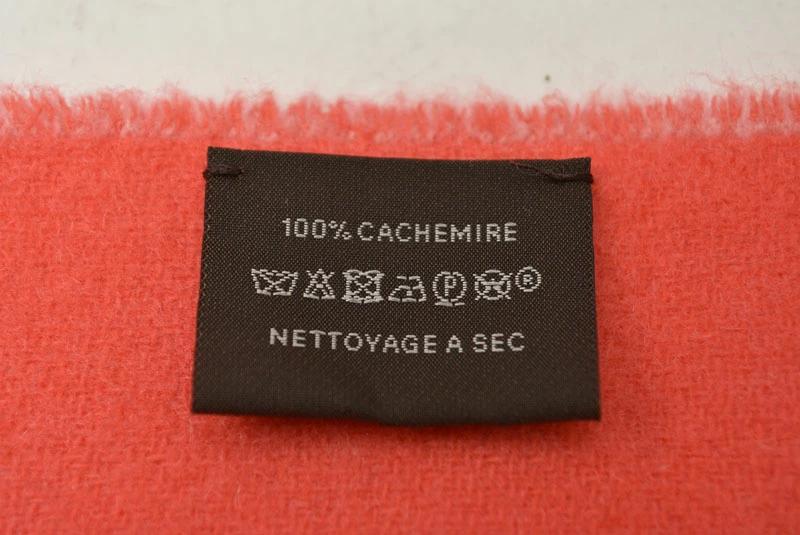 100% CACHEMIRE
P ®
NETTOYAGE A SEC